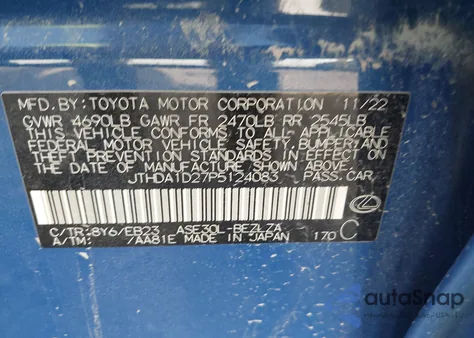 MFD. BY: TOYOTA MOTOR CORPORATION 11/22
GVWR 4690LB GAWR FR 2470LB RR 2545LB
THIS VEHICLE CONFORMS TO ALL APPLICABLE
FEDERAL MOTOR VEHICLE SAFETY, BUMPER, AND
THEFT PREVENTION STANDARDS IN EFFECT ON
THE DATE OF MANUFACTURE SHOWN ABOVE.
JTHDA1D27P5124083 PASS.CAR
C/TR:8Y6/EB23 ASE30L-BEZLZA
A/TM: /AA81E MADE IN JAPAN 170 C
autoSnap